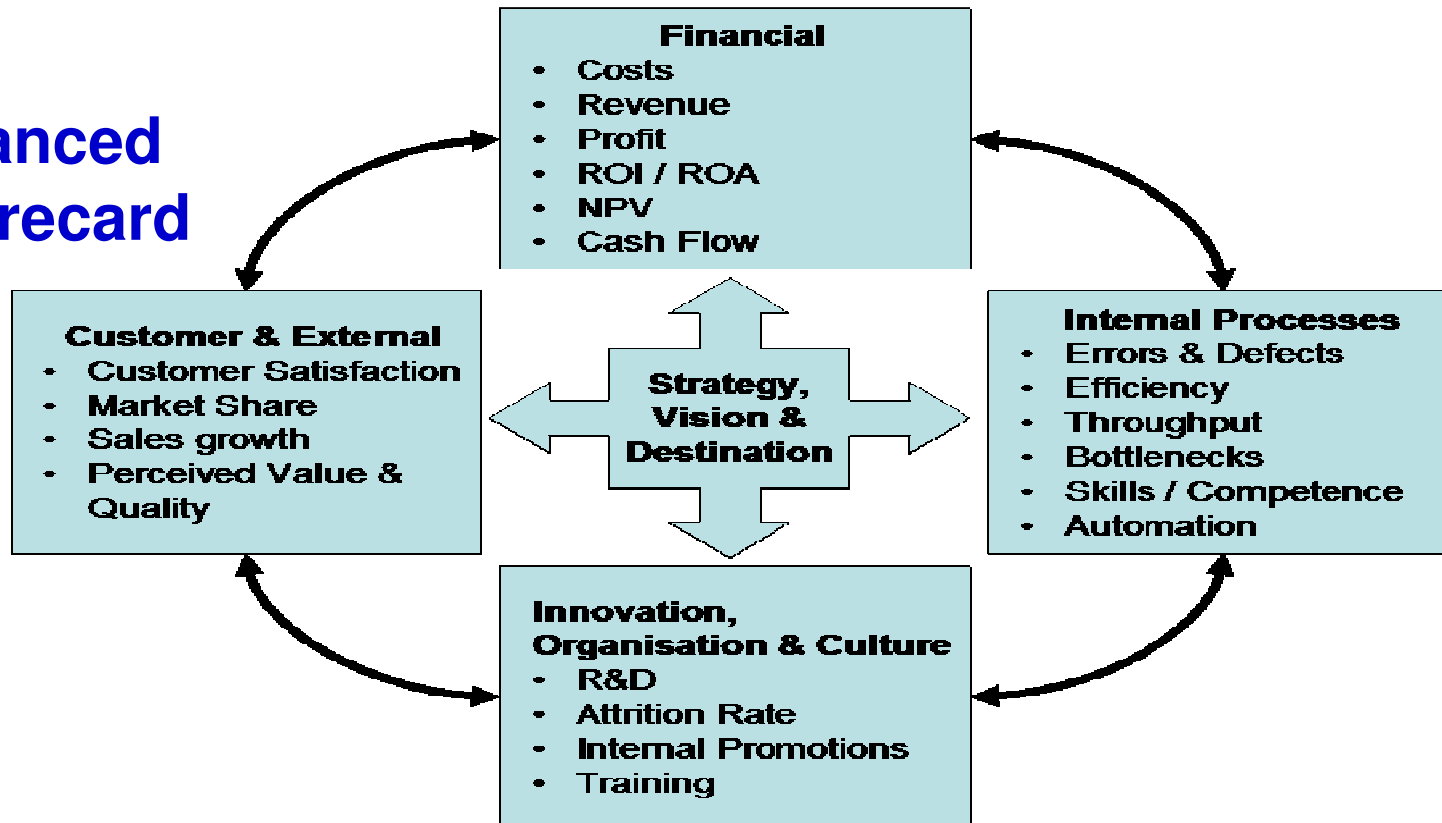 anced
recard
Financial
• Costs
• Revenue
• Profit
• ROI / ROA
• NPV
• Cash Flow
Customer & External
• Customer Satisfaction
• Market Share
• Sales growth
• Perceived Value &
Quality
Strategy,
Vision &
Destination
Internal Processes
• Errors & Defects
• Efficiency
• Throughput
• Bottlenecks
• Skills / Competence
• Automation
Innovation,
Organisation & Culture
• R&D
• Attrition Rate
• Internal Promotions
• Training